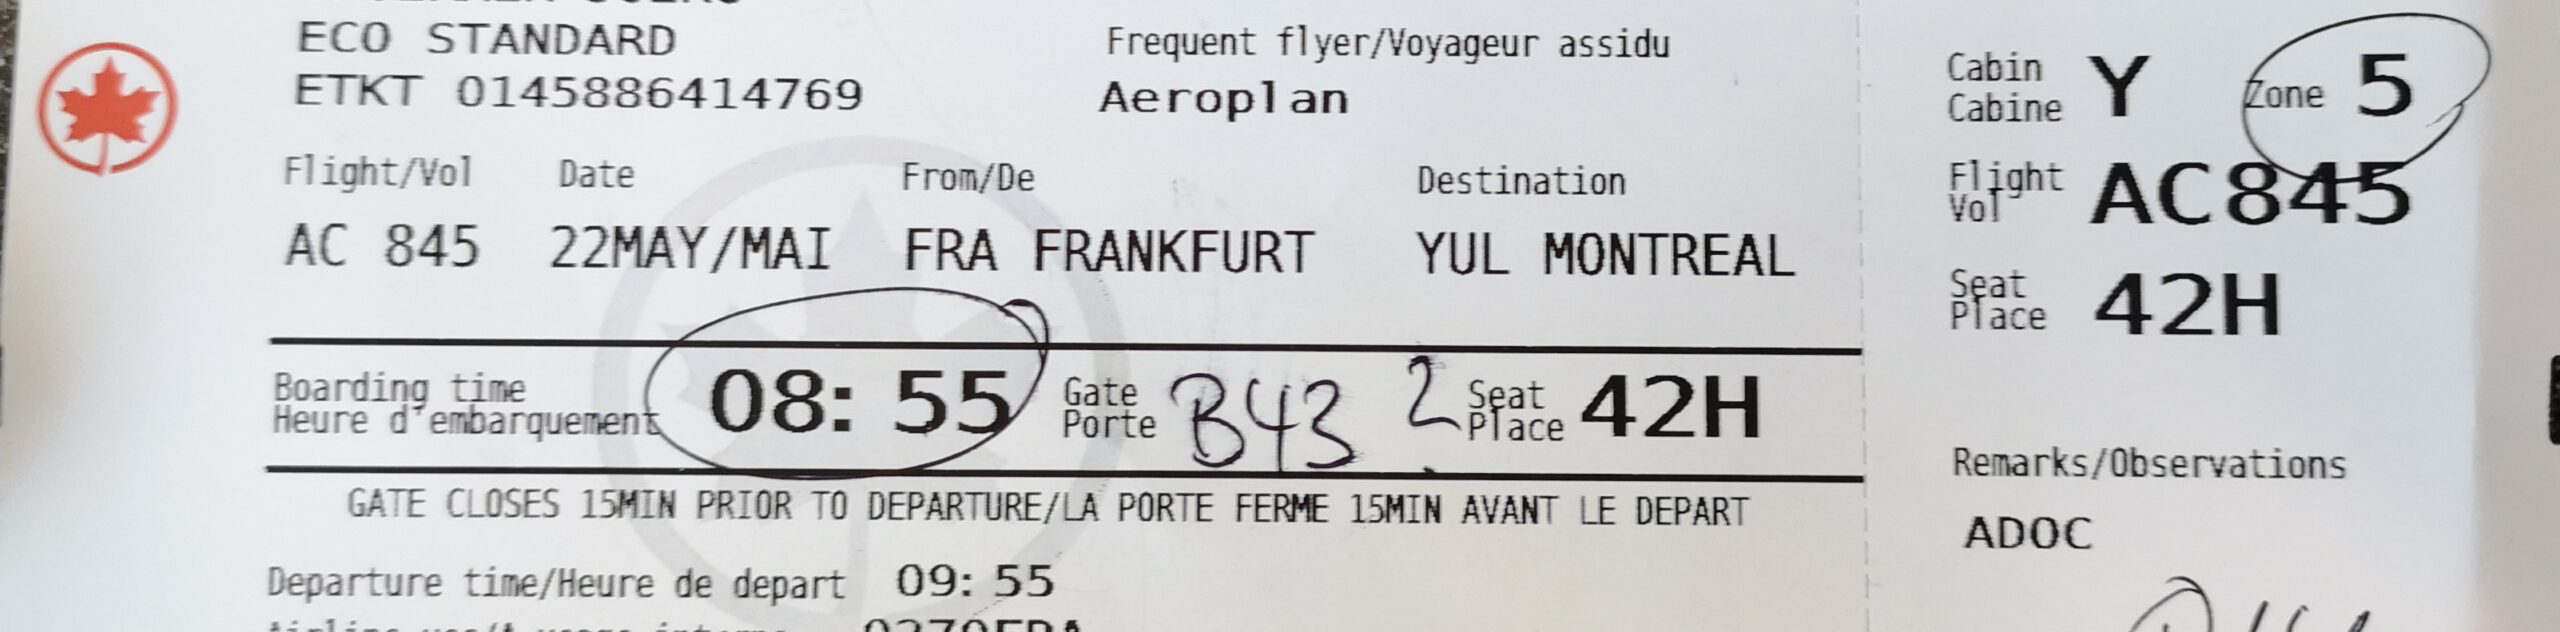 ECO STANDARD
ETKT 0145886414769
Frequent flyer/Voyageur assidu
Aeroplan
Flight/Vol Date From/De Destination
AC 845 22MAY/MAI FRA FRANKFURT YUL MONTREAL
Boarding time
Heure d'embarquement
08: 55
Gate
Porte
B43 2
Seat
Place
42H
GATE CLOSES 15MIN PRIOR TO DEPARTURE/LA PORTE FERME 15MIN AVANT LE DEPART
Departure time/Heure de depart 09: 55
Cabin
Cabine
Y
Zone 5
Flight
Vol
AC845
Seat
Place
42H
Remarks/Observations
ADOC